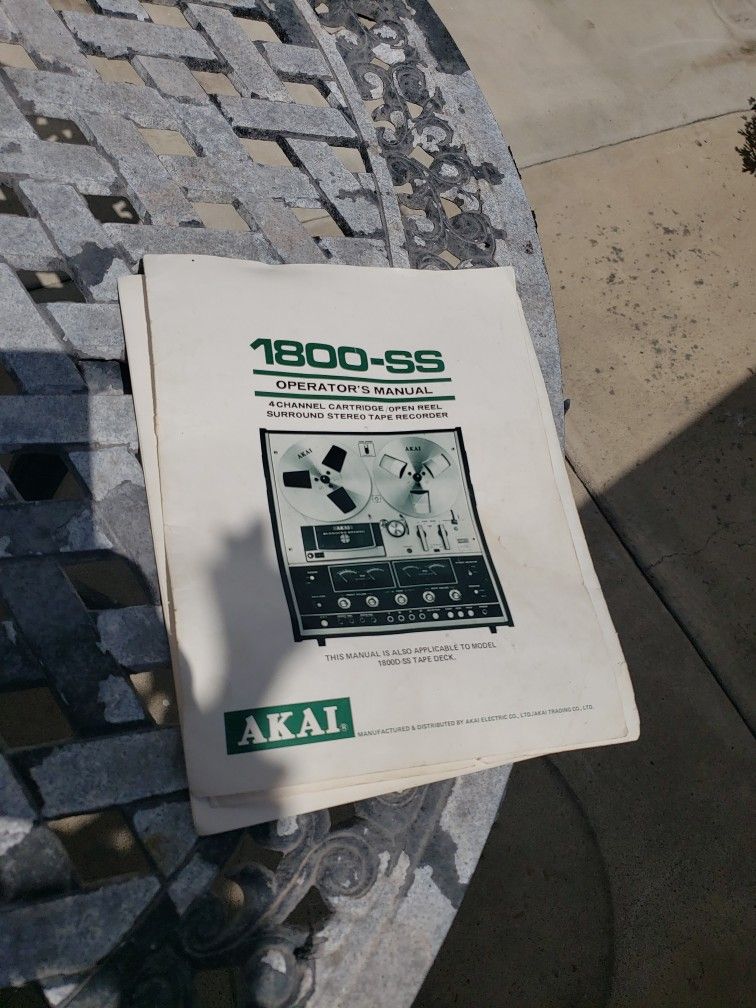 1800-SS
OPERATOR'S MANUAL
4 CHANNEL CARTRIDGE/OPEN REEL
SURROUND STEREO TAPE RECORDER
AKAI
AKAI
AKAI
THIS MANUAL IS ALSO APPLICABLE TO MODEL
1800D-SS TAPE DECK.
AKAI®
MANUFACTURED & DISTRIBUTED BY AKAI ELECTRIC CO., LTD./AKAI TRADING CO., LTD.